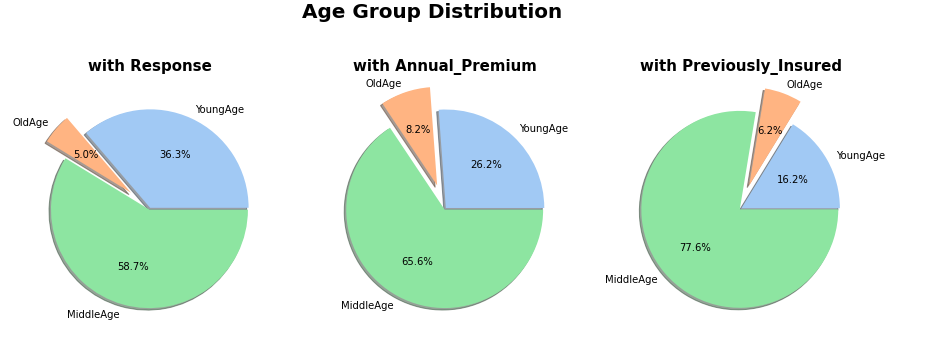 Age Group Distribution
with Response
YoungAge
OldAge
36.3%
5.0%
58.7%
MiddleAge
with Annual_Premium
OldAge
YoungAge
8.2%
26.2%
65.6%
MiddleAge
with Previously_Insured
OldAge
YoungAge
6.2%
16.2%
77.6%
MiddleAge